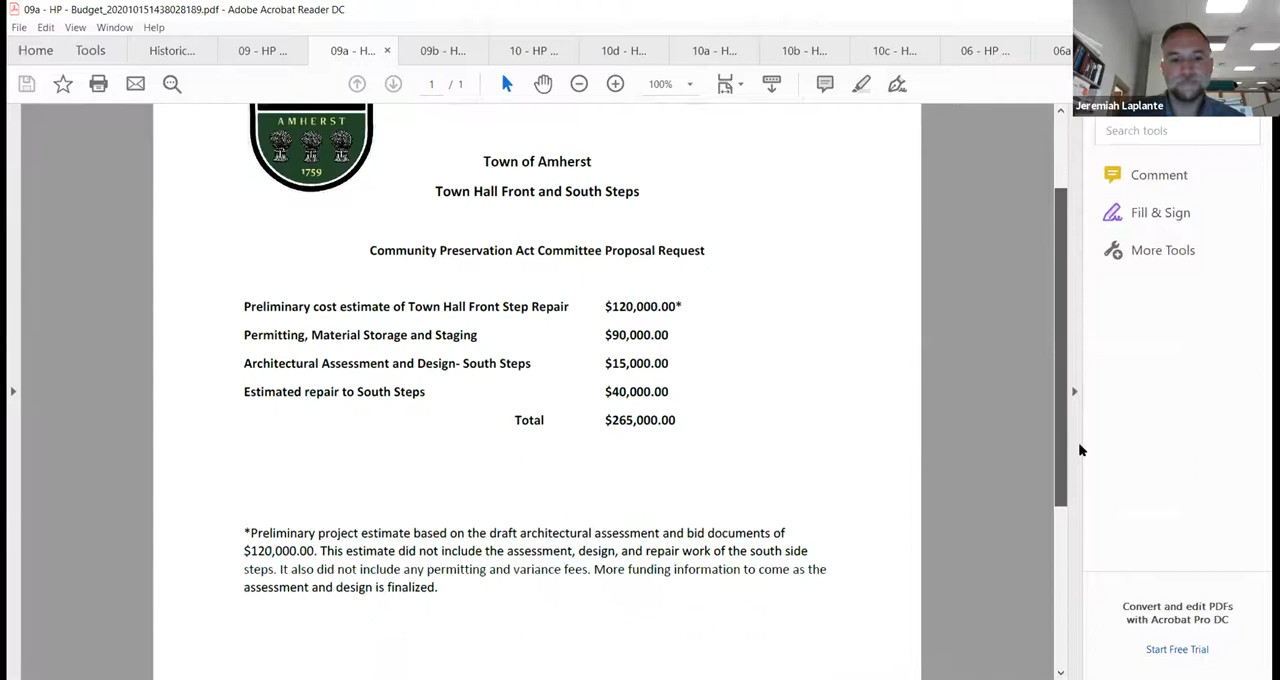 09a - HP - Budget_202010151438028189.pdf - Adobe Acrobat Reader DC
File Edit View Window Help
Home Tools Historic... 09 - HP ... 09a - H... × 09b - H... 10 - HP ... 10d - H... 10a - H... 10b - H... 10c - H... 06 - HP ... 06a
1 / 1 100%
Jeremiah Laplante
Search tools
Comment
Fill & Sign
More Tools
AMHERST
1759
Town of Amherst
Town Hall Front and South Steps
Community Preservation Act Committee Proposal Request
Preliminary cost estimate of Town Hall Front Step Repair $120,000.00*
Permitting, Material Storage and Staging $90,000.00
Architectural Assessment and Design- South Steps $15,000.00
Estimated repair to South Steps $40,000.00
Total $265,000.00
*Preliminary project estimate based on the draft architectural assessment and bid documents of
$120,000.00. This estimate did not include the assessment, design, and repair work of the south side
steps. It also did not include any permitting and variance fees. More funding information to come as the
assessment and design is finalized.
Convert and edit PDFs
with Acrobat Pro DC
Start Free Trial